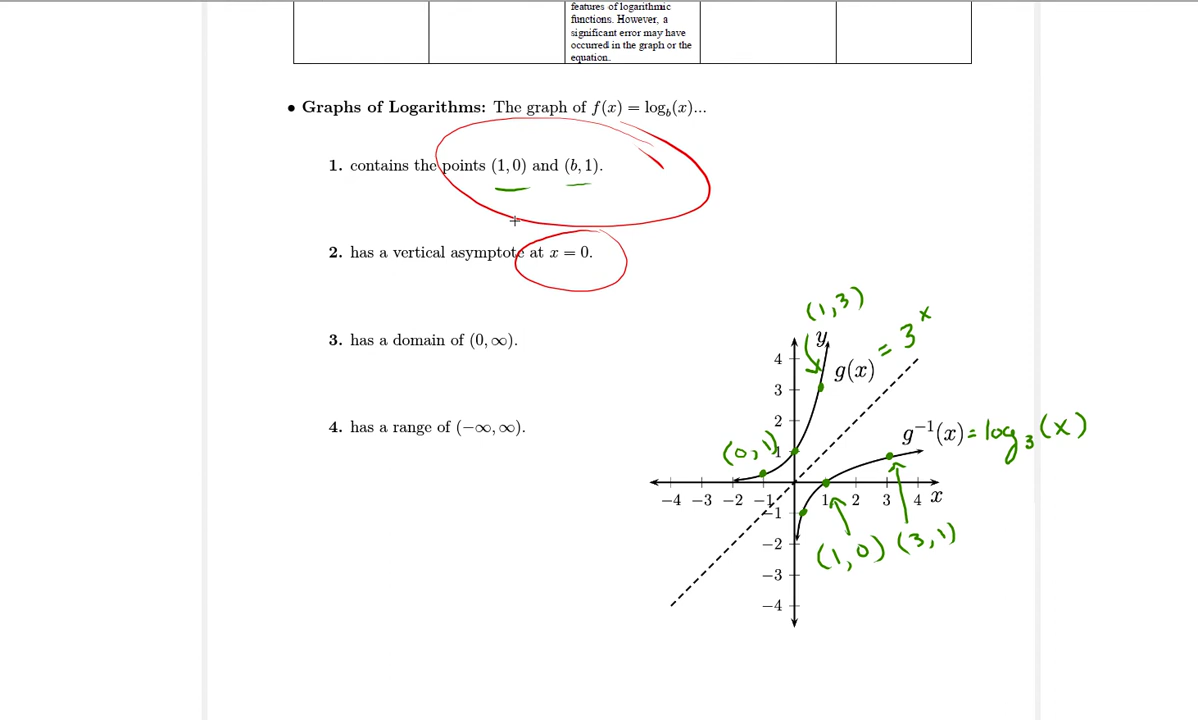 features of logarithmic
functions. However, a
significant error may have
occurred in the graph or the
equation.
• Graphs of Logarithms: The graph of f(x) = log_b(x)...
1. contains the points (1, 0) and (b, 1).
2. has a vertical asymptote at x = 0.
3. has a domain of (0, ∞).
4. has a range of (−∞, ∞).
(1, 3)
y
g(x) = 3^x
4
3
2
1
(0, 1)
g⁻¹(x) = log_3(x)
−4 −3 −2 −1 1 2 3 4 x
−1
−2
−3
−4
(1, 0) (3, 1)